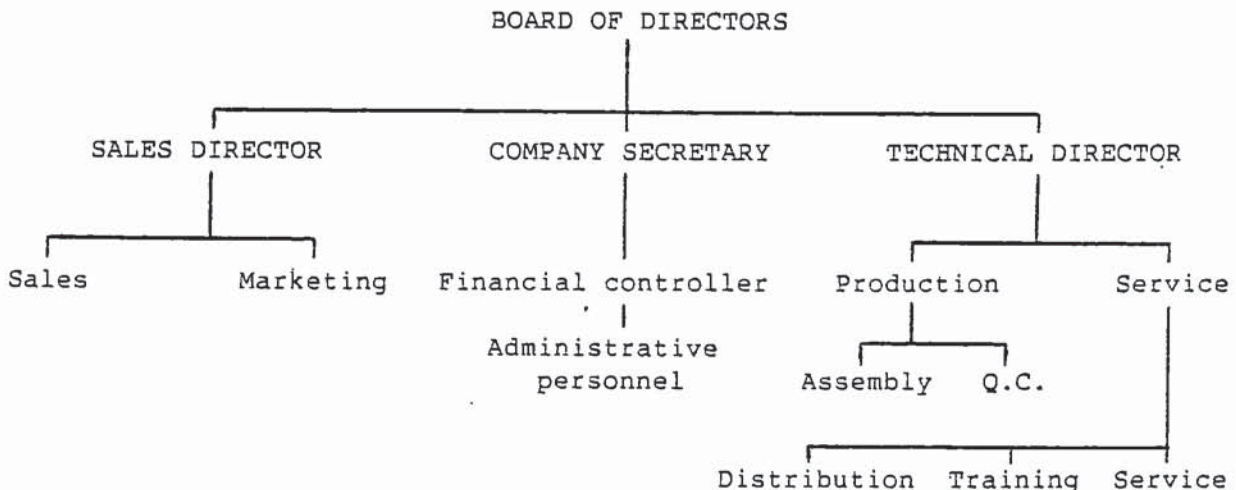 BOARD OF DIRECTORS
SALES DIRECTOR
COMPANY SECRETARY
TECHNICAL DIRECTOR
Sales
Marketing
Financial controller
Production
Service
Administrative
personnel
Assembly
Q.C.
Distribution
Training
Service